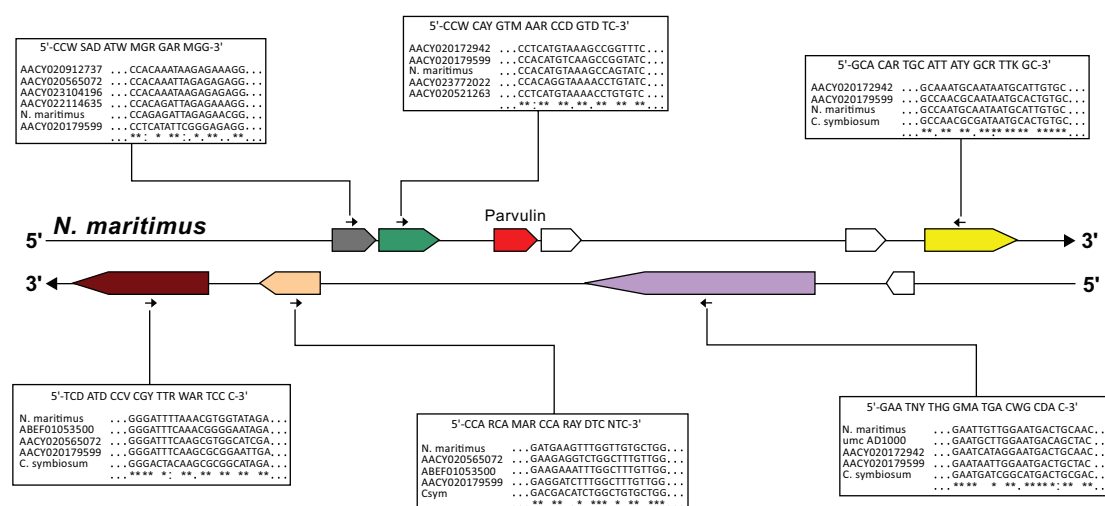 5'-CCW SAD ATW MGR GAR MGG-3'
AACY020912737 ...CCACAAATAAGAGAAAGG...
AACY020565072 ...CCACAAATTAGAGAGAGG...
AACY023104196 ...CCACAAATAAGAGAGAGG...
AACY022114635 ...CCACAGATTAGAGAAAGG...
N. maritimus ...CCAGAGATTAGAGAACGG...
AACY020179599 ...CCTCATATTCGGGAGAGG...
...**: * ** :.*.** ..**...
5'-CCW CAY GTM AAR CCD GTD TC-3'
AACY020172942 ...CCTCATGTAAAGCCGGTTTC...
AACY020179599 ...CCACATGTCAAGCCGGTATC...
N. maritimus ...CCACATGTAAAGCCAGTATC...
AACY023772022 ...CCACAGGTAAAACCTGTATC...
AACY020521263 ...CCTCATGTAAAACCTGTGTC...
...**:** **.**.** ** **...
5'-GCA CAR TGC ATT ATY GCR TTK GC-3'
AACY020172942 ...GCAAATGCAATAATGCATTGTGC...
AACY020179599 ...GCCAACGCAATAATGCACTGTGC...
N. maritimus ...GCCAATGCAATAATGCATTGTGC...
C. symbiosum ...GCCAACGCGATAATGCACTGTGC...
...**.** **.******** *****...
N. maritimus
Parvulin
5' 3'
3' 5'
5'-TCD ATD CCV CGY TTR WAR TCC C-3'
N. maritimus ...GGGATTTTAAACGTGGTATAGA...
ABEF01053500 ...GGGATTTCAAACGGGGAATAGA...
AACY020565072 ...GGGATTTCAAGCGTGGCATCGA...
AACY020179599 ...GGGATTTCAAGCGCGGAATTGA...
C. symbiosum ...GGGACTACAAGCGCGGCATAGA...
...**** *: **.** ** ** **...
5'-CCA RCA MAR CCA RAY DTC NTC-3'
N. maritimus ...GATGAAGTTTGGTTGTGCTGG...
AACY020565072 ...GAAGAGGTCTGGCTTTGTTGG...
ABEF01053500 ...GAAGAAATTTGGCTTTGTTGG...
AACY020179599 ...GAGGATCTTTGGCTTTGTTGG...
Csym ...GACGACATCTGGCTGTGCTGG...
...** ** * *** * ** ***...
5'-GAA TNY THG GMA TGA CWG CDA C-3'
N. maritimus ...GAATTGTTGGAATGACTGCAAC...
umc AD1000 ...GAATGCTTGGAATGACAGCTAC...
AACY020172942 ...GAATCATAGGAATGACTGCAAC...
AACY020179599 ...GAATAATTGGAATGACTGCTAC...
C. symbiosum ...GAATGATCGGCATGACTGCGAC...
...**** * **.*****:** **...